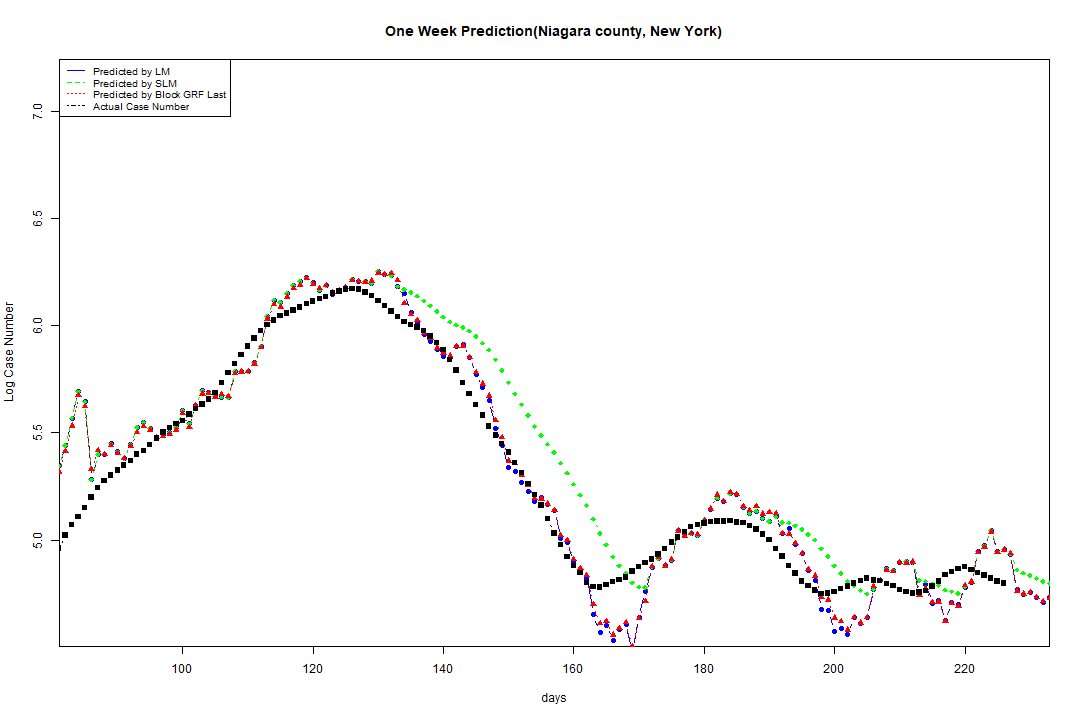 One Week Prediction(Niagara county, New York)
Predicted by LM
Predicted by SLM
Predicted by Block GRF Last
Actual Case Number
7.0
6.5
6.0
5.5
5.0
Log Case Number
100 120 140 160 180 200 220
days